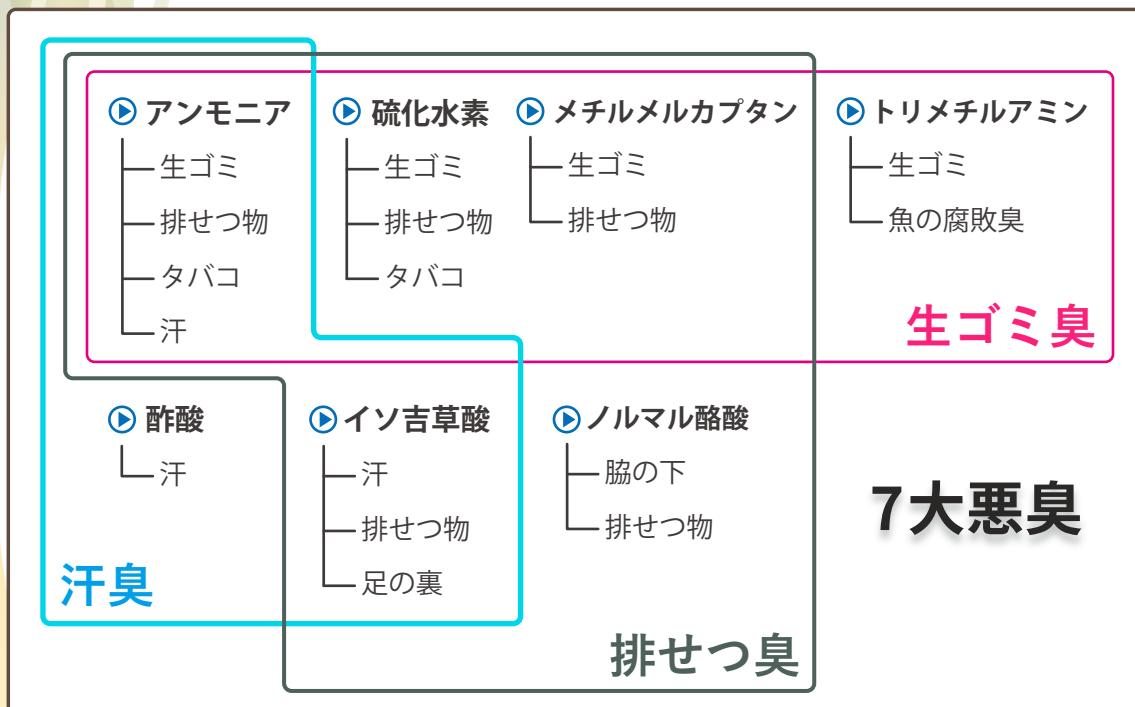 アンモニア
生ゴミ
排せつ物
タバコ
汗
硫化水素
生ゴミ
排せつ物
タバコ
メチルメルカプタン
生ゴミ
排せつ物
トリメチルアミン
生ゴミ
魚の腐敗臭
生ゴミ臭
酢酸
汗
汗臭
イソ吉草酸
汗
排せつ物
足の裏
ノルマル酪酸
脇の下
排せつ物
排せつ臭
7大悪臭